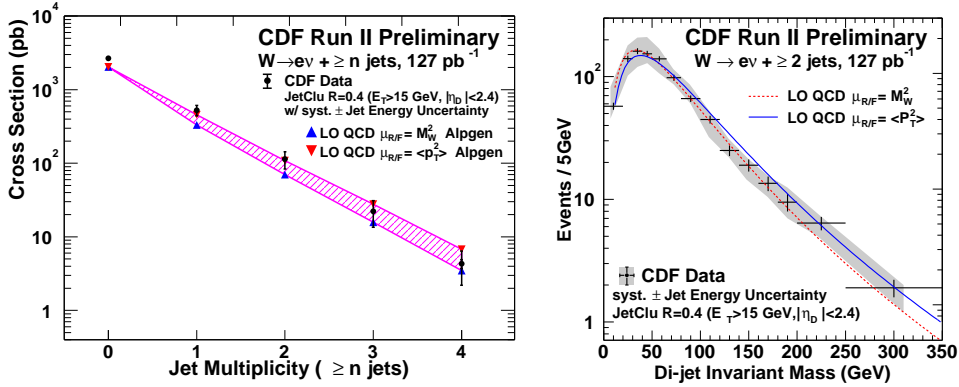 CDF Run II Preliminary
W → eν + ≥ n jets, 127 pb⁻¹
CDF Data
JetClu R=0.4 (E_T>15 GeV, |η_D|<2.4)
w/ syst. ± Jet Energy Uncertainty
LO QCD μ_R/F= M²_W Alpgen
LO QCD μ_R/F= <p²_T> Alpgen
Cross Section (pb)
10⁴
10³
10²
10
1
0 1 2 3 4
Jet Multiplicity ( ≥ n jets)
CDF Run II Preliminary
W → eν + ≥ 2 jets, 127 pb⁻¹
LO QCD μ_R/F= M²_W
LO QCD μ_R/F= <P²_T>
CDF Data
syst. ± Jet Energy Uncertainty
JetClu R=0.4 (E_T>15 GeV,|η_D|<2.4)
Events / 5GeV
10²
10
1
0 50 100 150 200 250 300 350
Di-jet Invariant Mass (GeV)